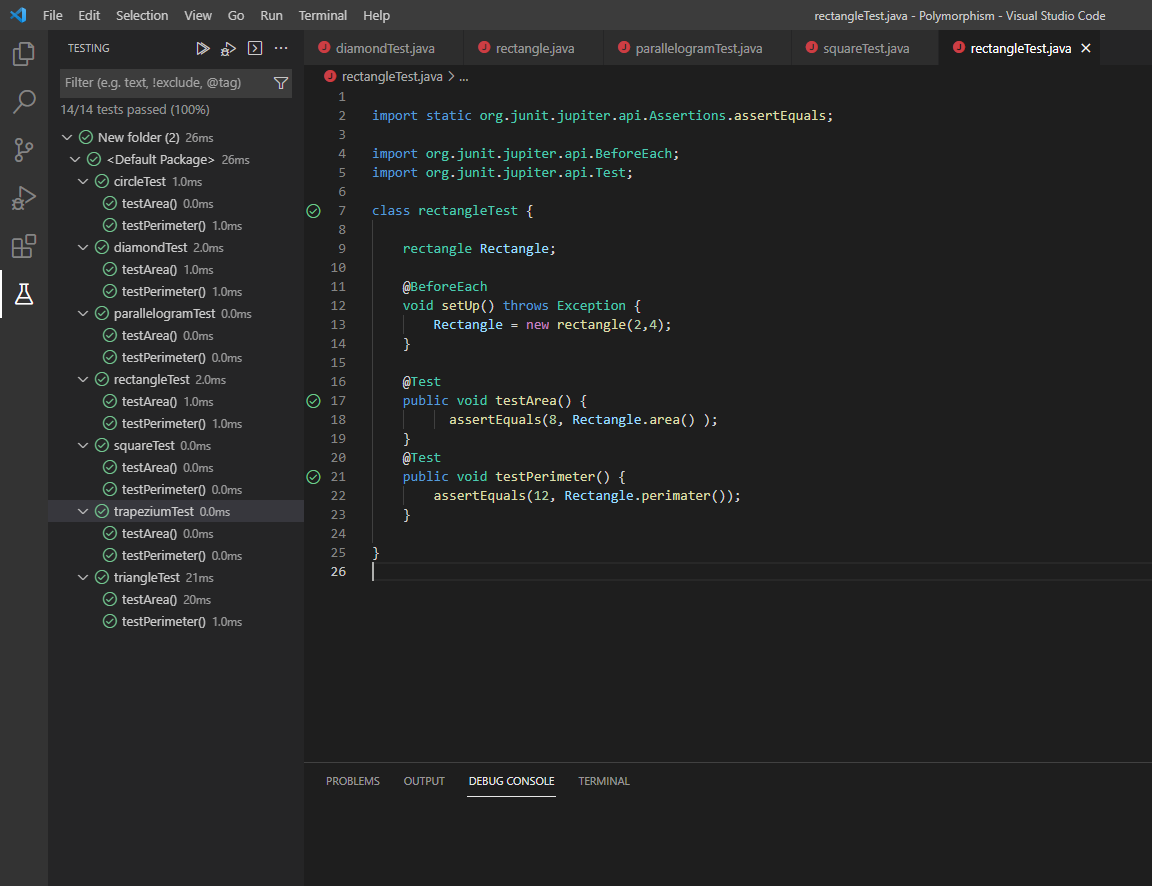 File Edit Selection View Go Run Terminal Help
rectangleTest.java - Polymorphism - Visual Studio Code
TESTING
diamondTest.java rectangle.java parallelogramTest.java squareTest.java rectangleTest.java
Filter (e.g. text, !exclude, @tag)
14/14 tests passed (100%)
New folder (2) 26ms
<Default Package> 26ms
circleTest 1.0ms
testArea() 0.0ms
testPerimeter() 1.0ms
diamondTest 2.0ms
testArea() 1.0ms
testPerimeter() 1.0ms
parallelogramTest 0.0ms
testArea() 0.0ms
testPerimeter() 0.0ms
rectangleTest 2.0ms
testArea() 1.0ms
testPerimeter() 1.0ms
squareTest 0.0ms
testArea() 0.0ms
testPerimeter() 0.0ms
trapeziumTest 0.0ms
testArea() 0.0ms
testPerimeter() 0.0ms
triangleTest 21ms
testArea() 20ms
testPerimeter() 1.0ms
rectangleTest.java > ...
1
2 import static org.junit.jupiter.api.Assertions.assertEquals;
3
4 import org.junit.jupiter.api.BeforeEach;
5 import org.junit.jupiter.api.Test;
6
7 class rectangleTest {
8
9 rectangle Rectangle;
10
11 @BeforeEach
12 void setUp() throws Exception {
13 Rectangle = new rectangle(2,4);
14 }
15
16 @Test
17 public void testArea() {
18 assertEquals(8, Rectangle.area() );
19 }
20 @Test
21 public void testPerimeter() {
22 assertEquals(12, Rectangle.perimater());
23 }
24
25 }
26
PROBLEMS OUTPUT DEBUG CONSOLE TERMINAL